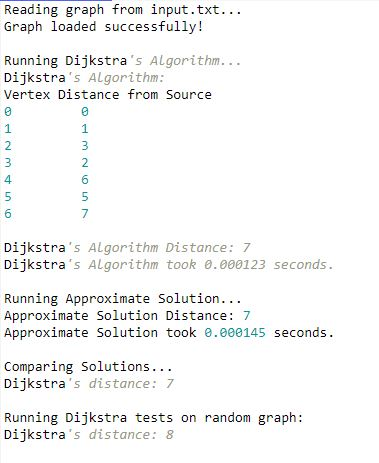 Reading graph from input.txt...
Graph loaded successfully!
Running Dijkstra's Algorithm...
Dijkstra's Algorithm:
Vertex Distance from Source
0 0
1 1
2 3
3 2
4 6
5 5
6 7
Dijkstra's Algorithm Distance: 7
Dijkstra's Algorithm took 0.000123 seconds.
Running Approximate Solution...
Approximate Solution Distance: 7
Approximate Solution took 0.000145 seconds.
Comparing Solutions...
Dijkstra's distance: 7
Running Dijkstra tests on random graph:
Dijkstra's distance: 8